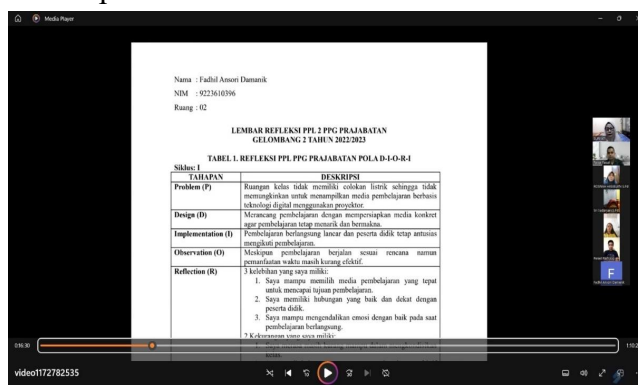 Media Player
Nama : Fadhil Ansori Damanik
NIM : 9223610396
Ruang : 02
LEMBAR REFLEKSI PPL 2 PPG PRAJABATAN
GELOMBANG 2 TAHUN 2022/2023
TABEL 1. REFLEKSI PPL PPG PRAJABATAN POLA D-I-O-R-I
Siklus: I
TAHAPAN DESKRIPSI
Problem (P) Ruangan kelas tidak memiliki colokan listrik sehingga tidak
memungkinkan untuk menampilkan media pembelajaran berbasis
teknologi digital menggunakan proyektor.
Design (D) Merancang pembelajaran dengan mempersiapkan media konkret
agar pembelajaran tetap menarik dan bermakna.
Implementation (I) Pembelajaran berlangsung lancar dan peserta didik tetap antusias
mengikuti pembelajaran.
Observation (O) Meskipun pembelajaran berjalan sesuai rencana namun
pemanfaatan waktu masih kurang efektif.
Reflection (R) 3 kelebihan yang saya miliki:
1. Saya mampu memilih media pembelajaran yang tepat
untuk mencapai tujuan pembelajaran.
2. Saya memiliki hubungan yang baik dan dekat dengan
peserta didik.
3. Saya mampu mengendalikan emosi dengan baik pada saat
pembelajaran berlangsung.
2 Kekurangan yang saya miliki:
kelas.
F
0:16:30
video1172782535